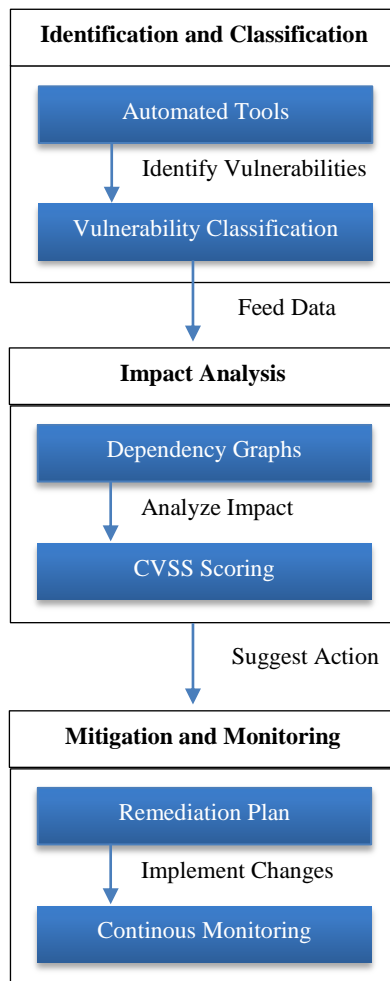 Identification and Classification
Automated Tools
Identify Vulnerabilities
Vulnerability Classification
Feed Data
Impact Analysis
Dependency Graphs
Analyze Impact
CVSS Scoring
Suggest Action
Mitigation and Monitoring
Remediation Plan
Implement Changes
Continous Monitoring